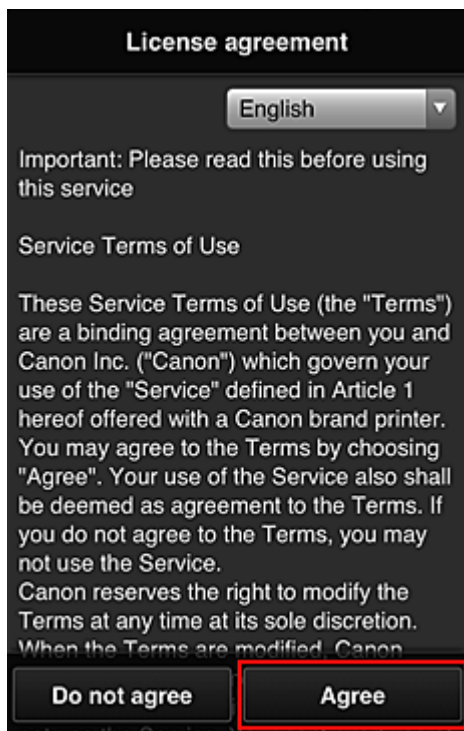 License agreement
English
Important: Please read this before using
this service
Service Terms of Use
These Service Terms of Use (the "Terms")
are a binding agreement between you and
Canon Inc. ("Canon") which govern your
use of the "Service" defined in Article 1
hereof offered with a Canon brand printer.
You may agree to the Terms by choosing
"Agree". Your use of the Service also shall
be deemed as agreement to the Terms. If
you do not agree to the Terms, you may
not use the Service.
Canon reserves the right to modify the
Terms at any time at its sole discretion.
When the Terms are modified, Canon
Do not agree
Agree